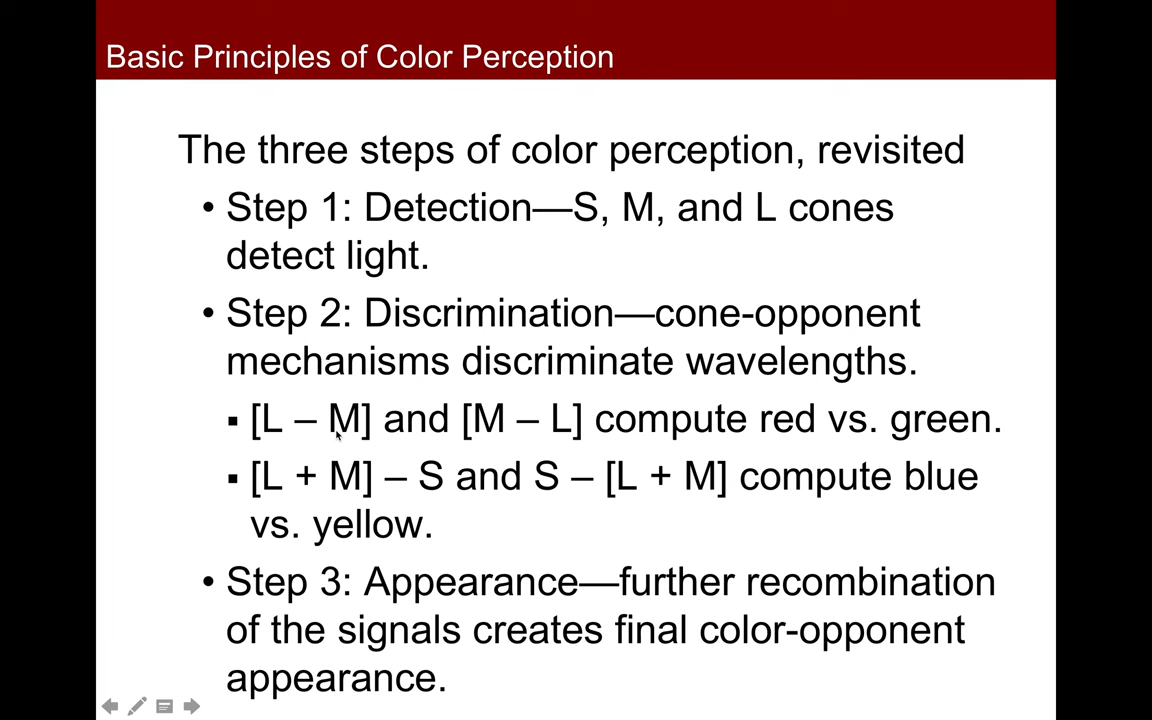 Basic Principles of Color Perception
The three steps of color perception, revisited
• Step 1: Detection—S, M, and L cones
detect light.
• Step 2: Discrimination—cone-opponent
mechanisms discriminate wavelengths.
▪ [L – M] and [M – L] compute red vs. green.
▪ [L + M] – S and S – [L + M] compute blue
vs. yellow.
• Step 3: Appearance—further recombination
of the signals creates final color-opponent
appearance.